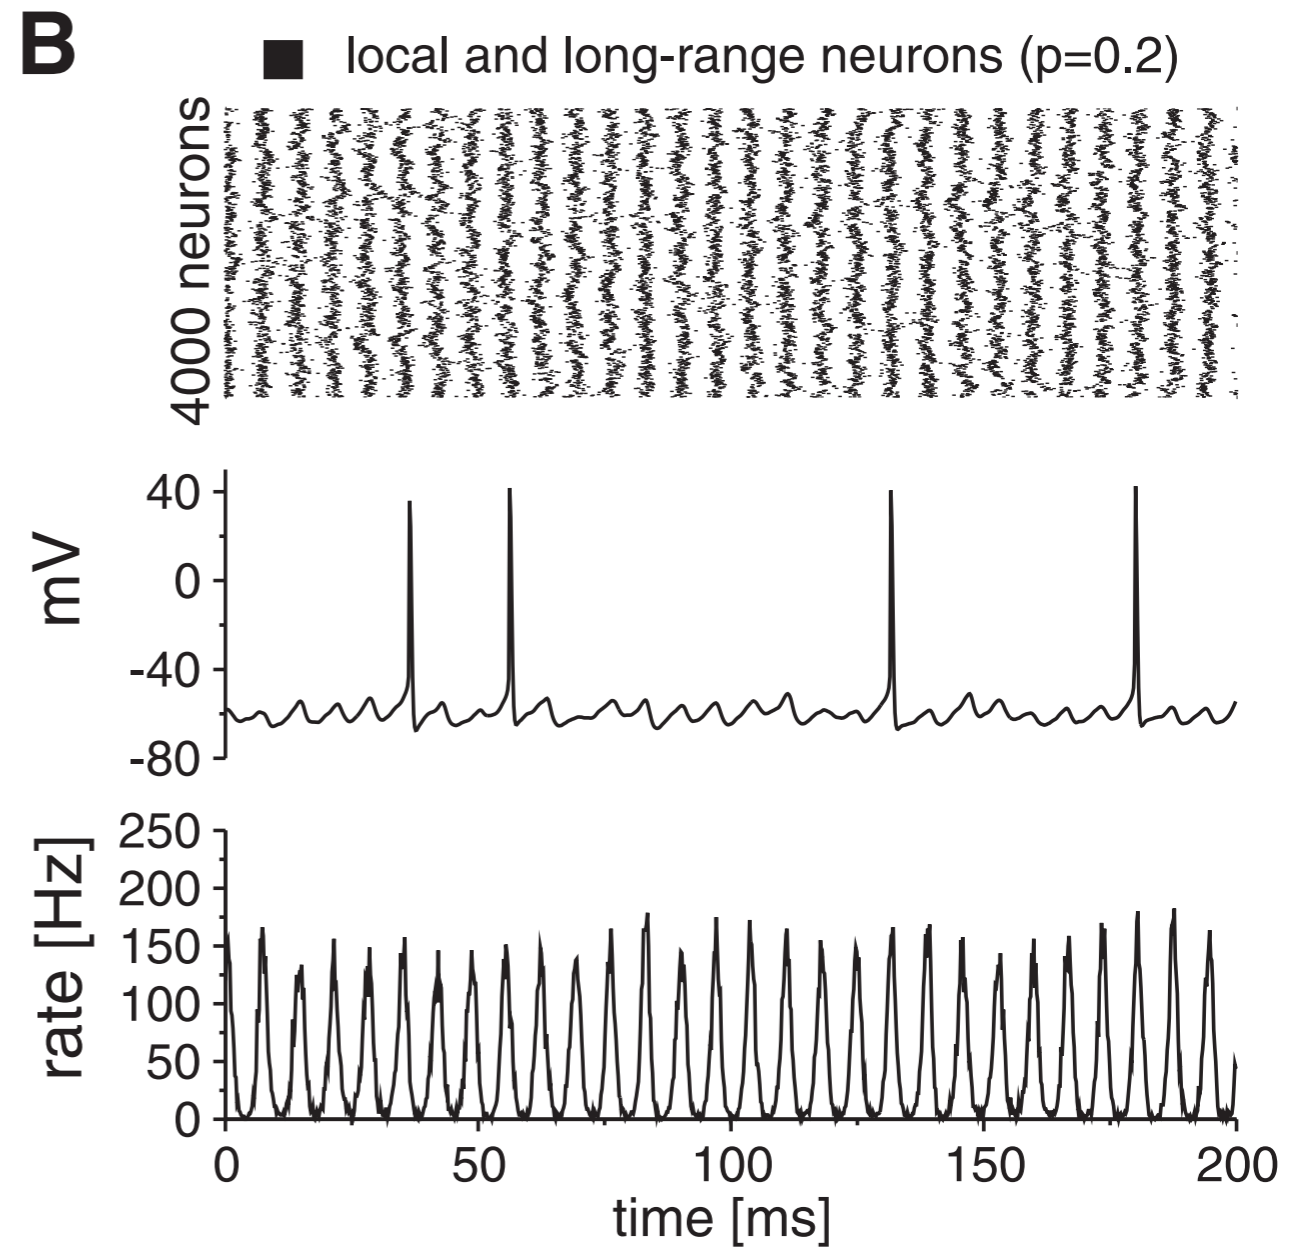 B
local and long-range neurons (p=0.2)
4000 neurons
40
0
-40
-80
mV
250
200
150
100
50
0
rate [Hz]
0 50 100 150 200
time [ms]